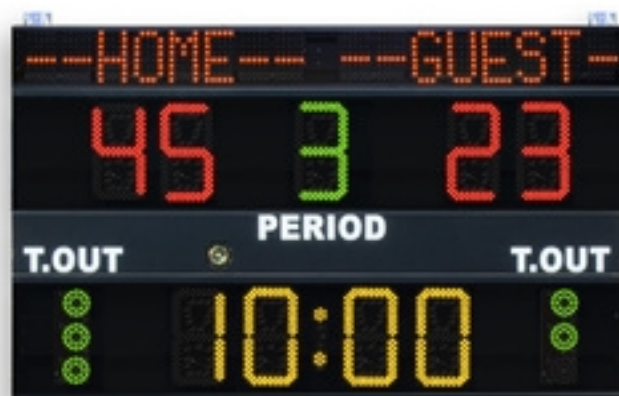 --HOME-- --GUEST-
45 3 23
PERIOD
T.OUT T.OUT
10:00